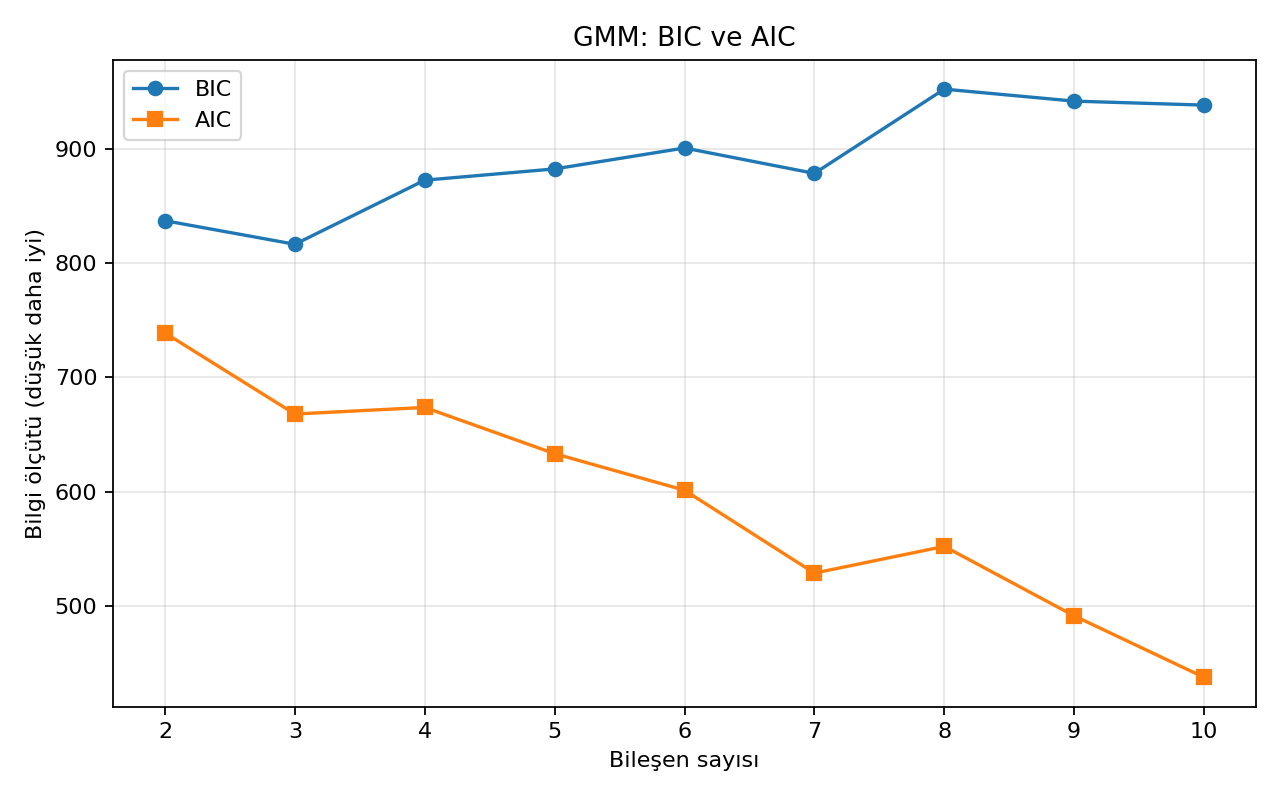 GMM: BIC ve AIC
BIC
AIC
Bilgi ölçütü (düşük daha iyi)
900
800
700
600
500
2 3 4 5 6 7 8 9 10
Bileşen sayısı